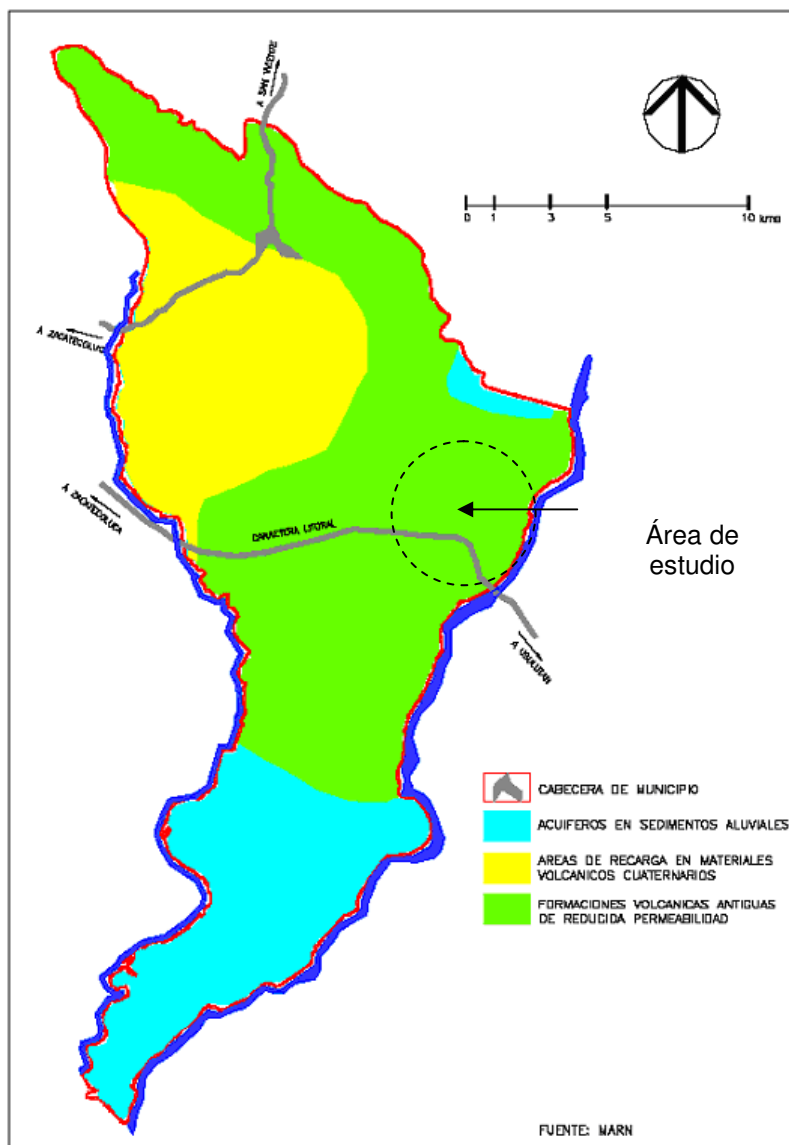 A SAN VICENTE
0 1 3 5 10 kms
A ZACATECOLUCA
A ZACATECOLUCA
CARRETERA LITORAL
Área de
estudio
A USULUTAN
CABECERA DE MUNICIPIO
ACUIFEROS EN SEDIMENTOS ALUVIALES
AREAS DE RECARGA EN MATERIALES
VOLCANICOS CUATERNARIOS
FORMACIONES VOLCANICAS ANTIGUAS
DE REDUCIDA PERMEABILIDAD
FUENTE: MARN